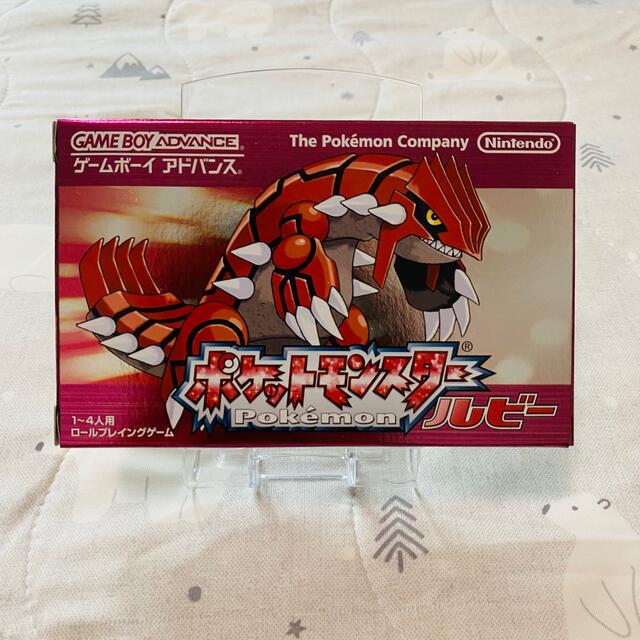 GAME BOY ADVANCE
ゲームボーイ アドバンス®
The Pokémon Company
Nintendo®
ポケットモンスター®
Pokémon
ルビー
1~4人用
ロールプレイングゲーム